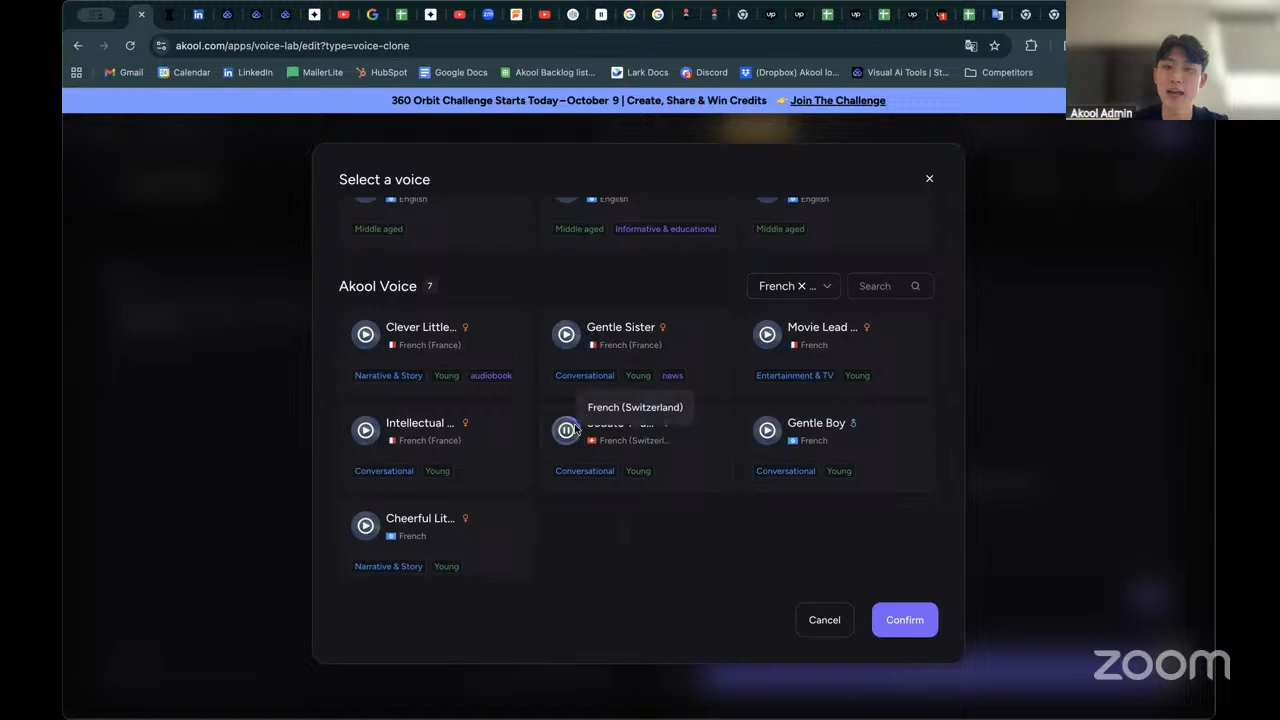 akool.com/apps/voice-lab/edit?type=voice-clone
Gmail
Calendar
LinkedIn
MailerLite
HubSpot
Google Docs
Akool Backlog list...
Lark Docs
Discord
(Dropbox) Akool lo...
Visual Ai Tools | St...
Competitors
360 Orbit Challenge Starts Today – October 9 | Create, Share & Win Credits 👉 Join The Challenge
Akool Admin
Select a voice
English
English
English
Middle aged
Middle aged
Informative & educational
Middle aged
Akool Voice 7
French × ...
Search
Clever Little...
French (France)
Narrative & Story
Young
audiobook
Gentle Sister
French (France)
Conversational
Young
news
Movie Lead ...
French
Entertainment & TV
Young
French (Switzerland)
Intellectual ...
French (France)
Conversational
Young
French (Switzerl...
Conversational
Young
Gentle Boy
French
Conversational
Young
Cheerful Lit...
French
Narrative & Story
Young
Cancel
Confirm
zoom